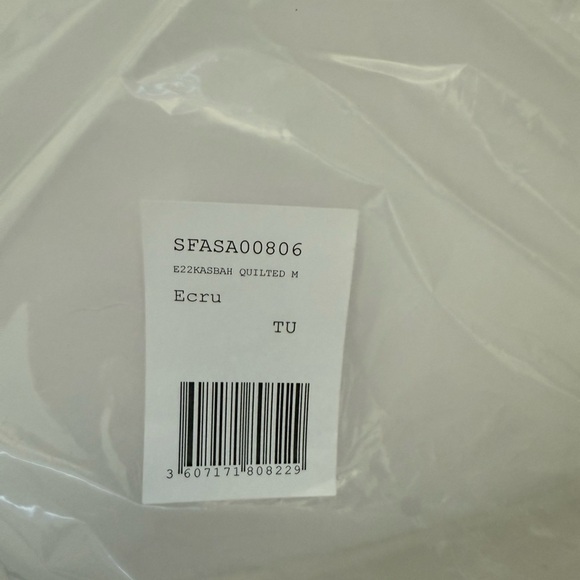 SFASA00806
E22KASBAH QUILTED M
Ecru
TU
3 607171 808229